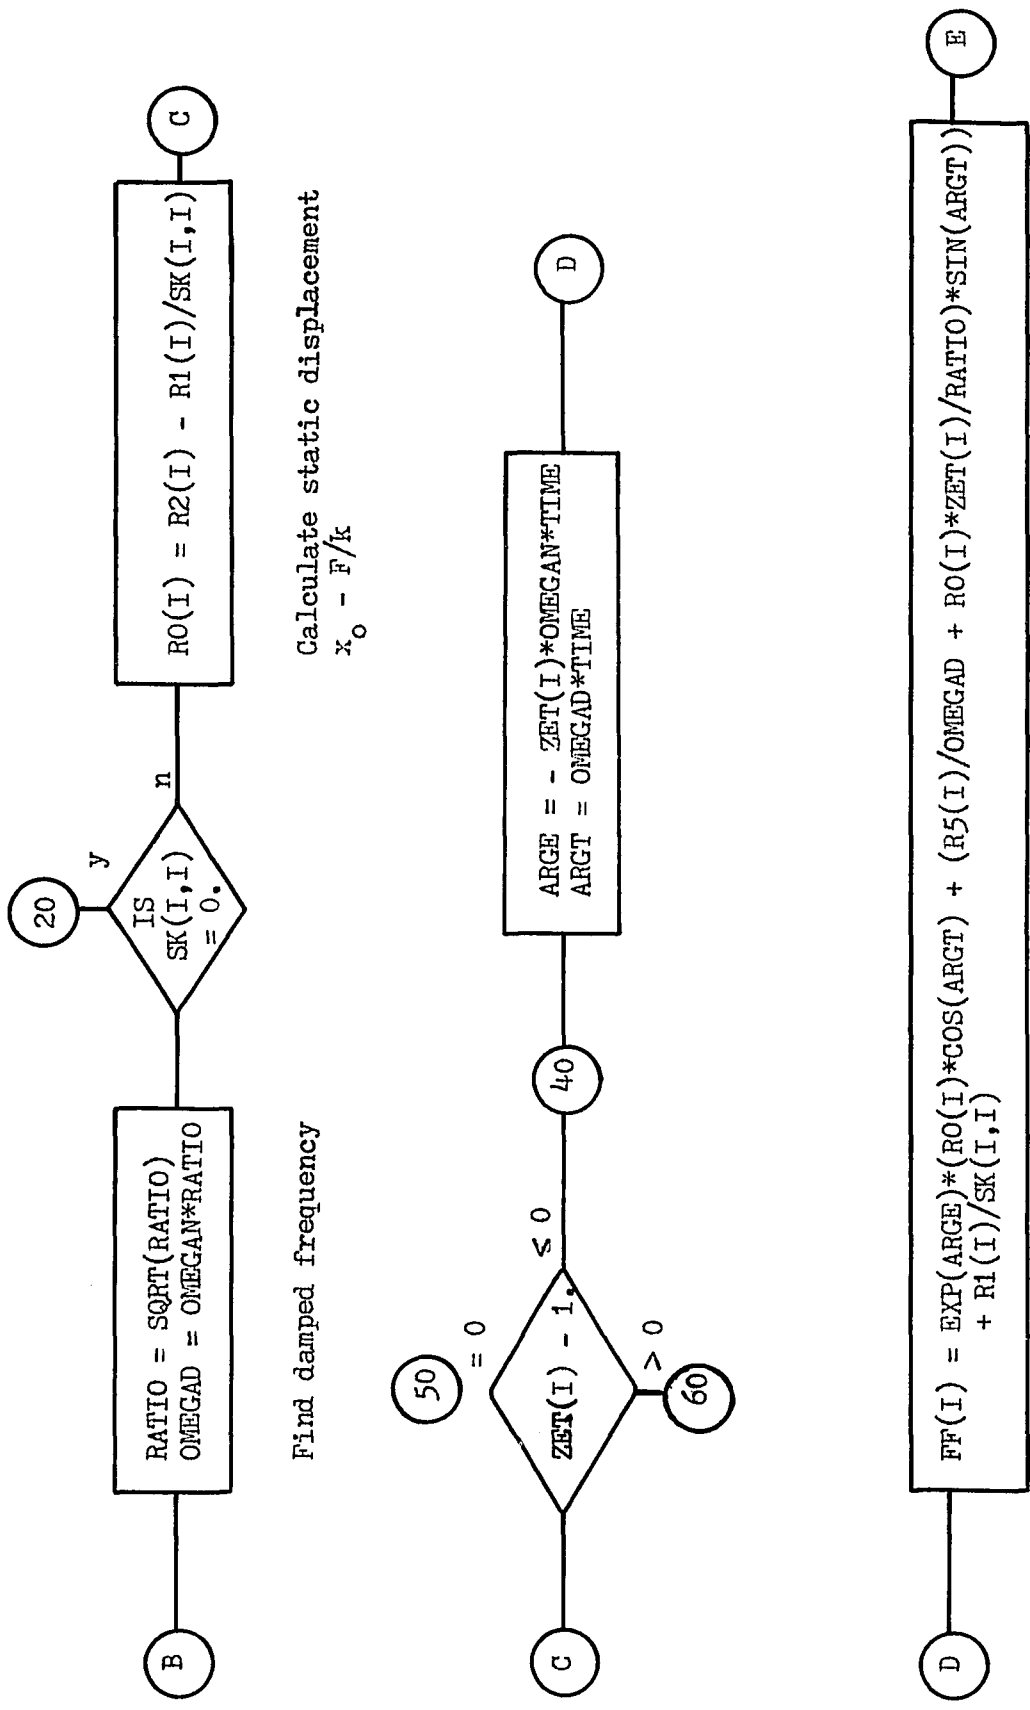 B
RATIO = SQRT(RATIO)
OMEGAD = OMEGAN*RATIO
Find damped frequency
20
y
IS
SK(I,I)
= 0.
n
RO(I) = R2(I) - R1(I)/SK(I,I)
Calculate static displacement
x₀ - F/k
C
C
50
= 0
ZET(I) - 1.
≤ 0
> 0
60
40
ARGE = - ZET(I)*OMEGAN*TIME
ARGT = OMEGAD*TIME
D
D
FF(I) = EXP(ARGE)*(RO(I)*COS(ARGT) + (R5(I)/OMEGAD + RO(I)*ZET(I)/RATIO)*SIN(ARGT))
+ R1(I)/SK(I,I)
E